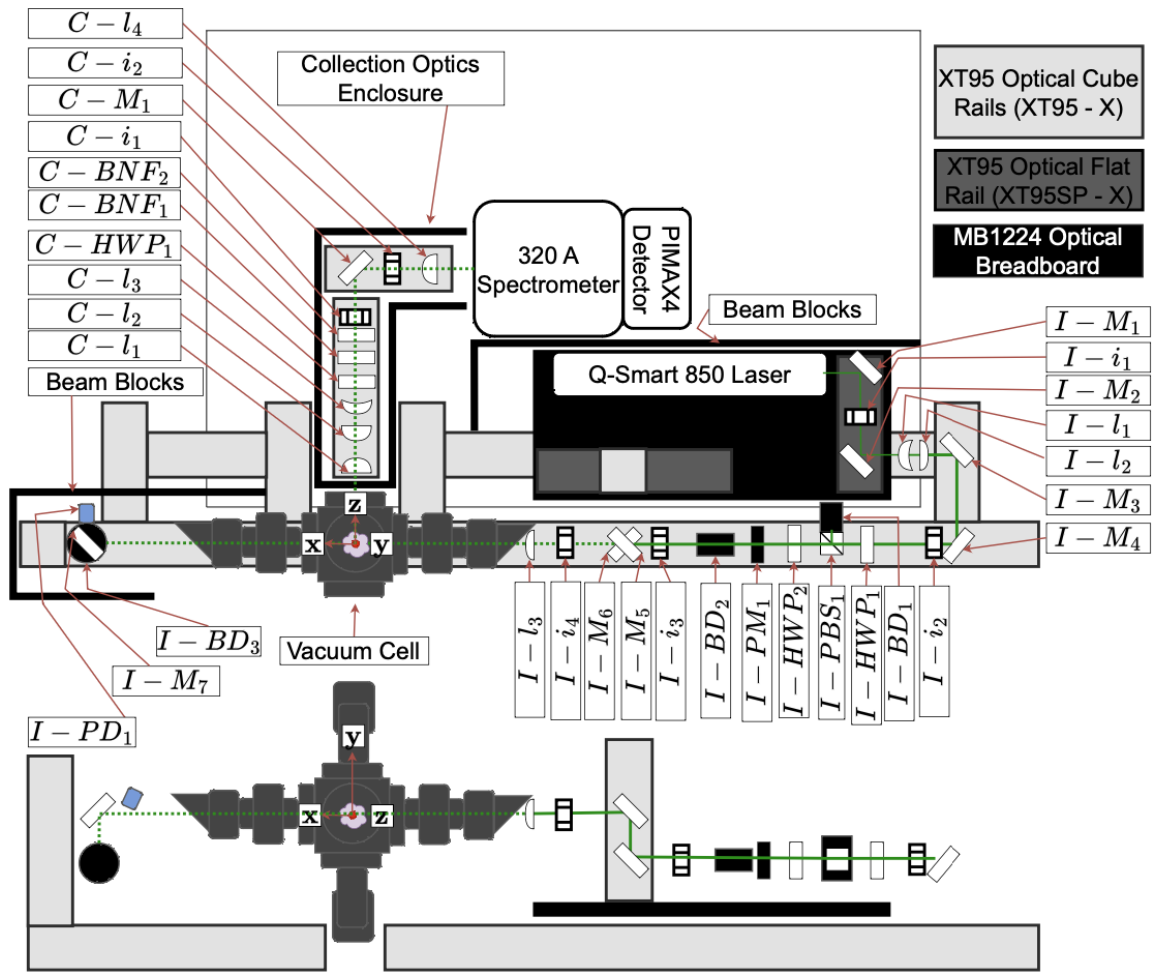 C − l₄
C − i₂
C − M₁
C − i₁
C − BNF₂
C − BNF₁
C − HWP₁
C − l₃
C − l₂
C − l₁
Beam Blocks
Collection Optics
Enclosure
320 A
Spectrometer
PIMAX4
Detector
XT95 Optical Cube
Rails (XT95 - X)
XT95 Optical Flat
Rail (XT95SP - X)
MB1224 Optical
Breadboard
Beam Blocks
Q-Smart 850 Laser
I − M₁
I − i₁
I − M₂
I − l₁
I − l₂
I − M₃
I − M₄
z
x
y
I − BD₃
I − M₇
I − PD₁
Vacuum Cell
I − l₃
I − i₄
I − M₆
I − M₅
I − i₃
I − BD₂
I − PM₁
I − HWP₂
I − PBS₁
I − HWP₁
I − BD₁
I − i₂
y
x
z